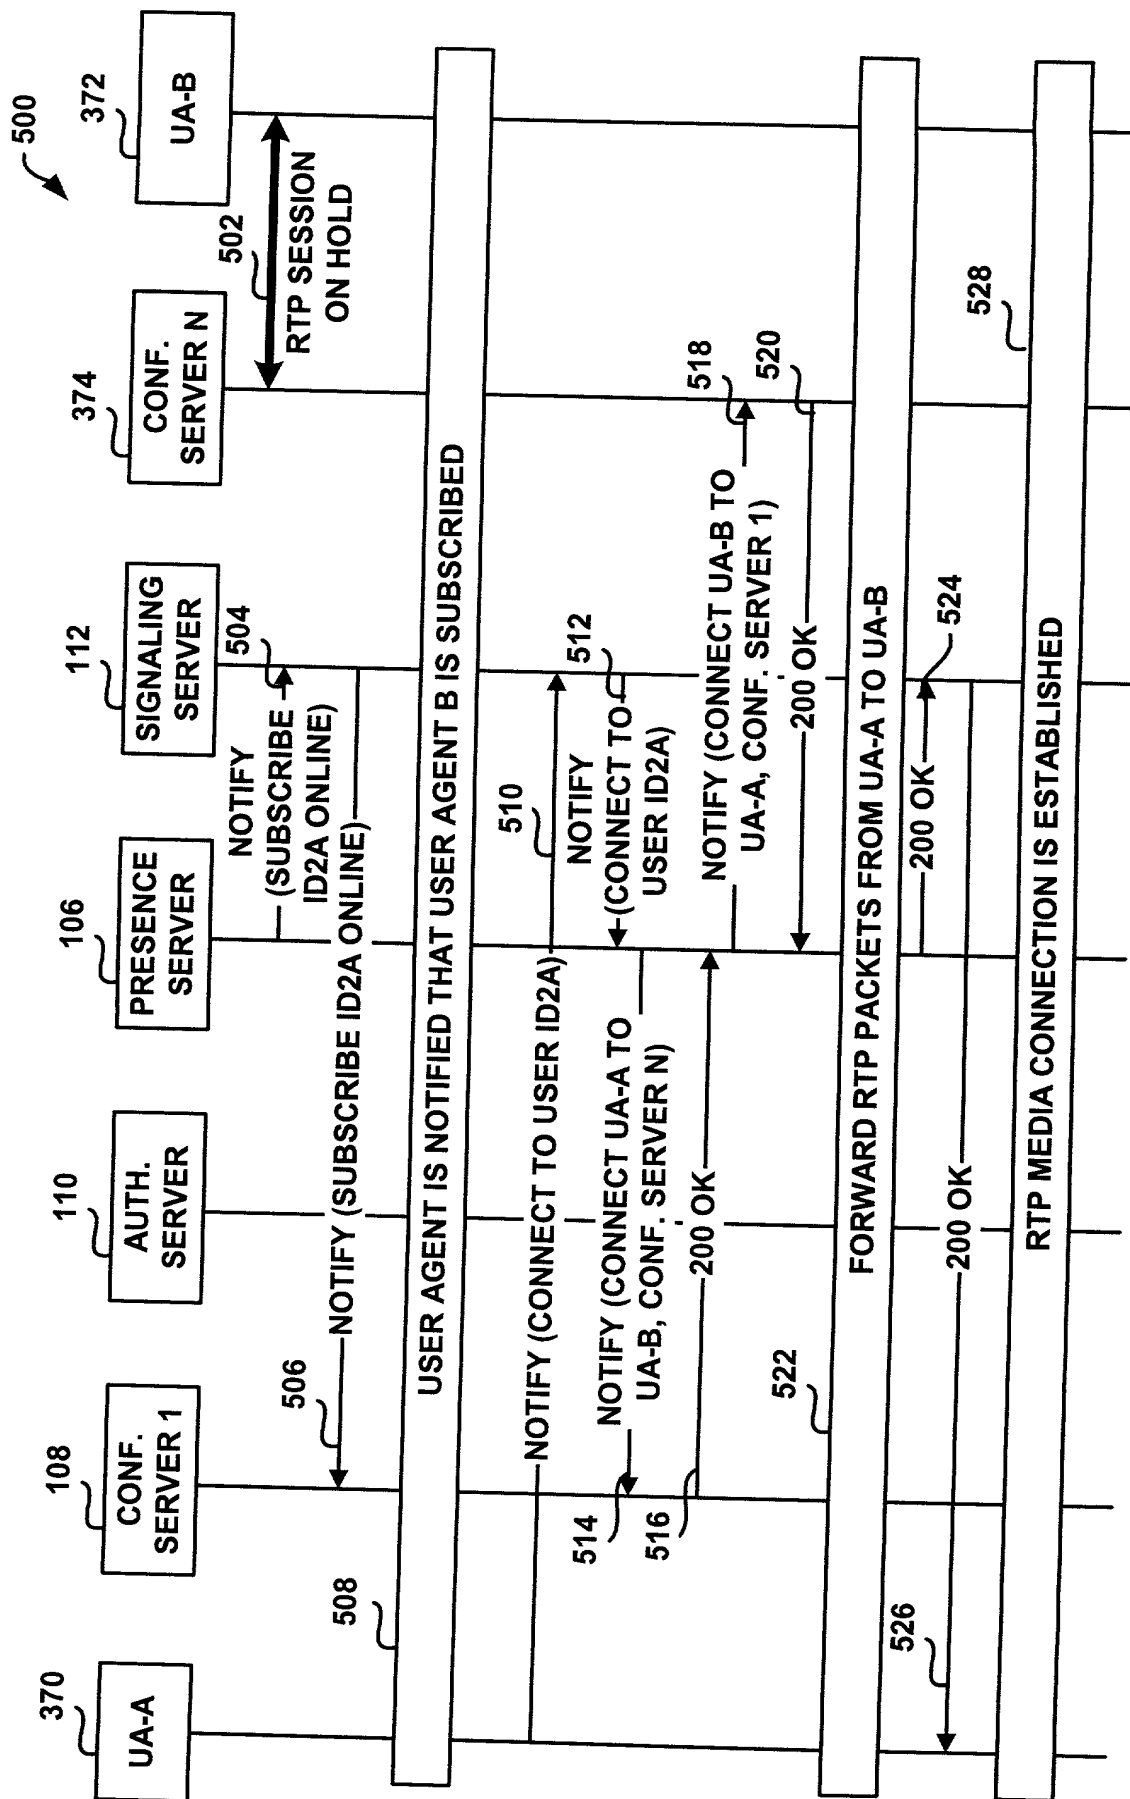 500
370
UA-A
108
CONF.
SERVER 1
110
AUTH.
SERVER
106
PRESENCE
SERVER
112
SIGNALING
SERVER
374
CONF.
SERVER N
372
UA-B
502
RTP SESSION
ON HOLD
504
NOTIFY
(SUBSCRIBE
ID2A ONLINE)
506
NOTIFY (SUBSCRIBE ID2A ONLINE)
508
USER AGENT IS NOTIFIED THAT USER AGENT B IS SUBSCRIBED
NOTIFY (CONNECT TO USER ID2A)
510
512
NOTIFY
(CONNECT TO
USER ID2A)
514
NOTIFY (CONNECT UA-A TO
UA-B, CONF. SERVER N)
516
200 OK
518
NOTIFY (CONNECT UA-B TO
UA-A, CONF. SERVER 1)
520
200 OK
522
FORWARD RTP PACKETS FROM UA-A TO UA-B
200 OK
524
526
200 OK
528
RTP MEDIA CONNECTION IS ESTABLISHED